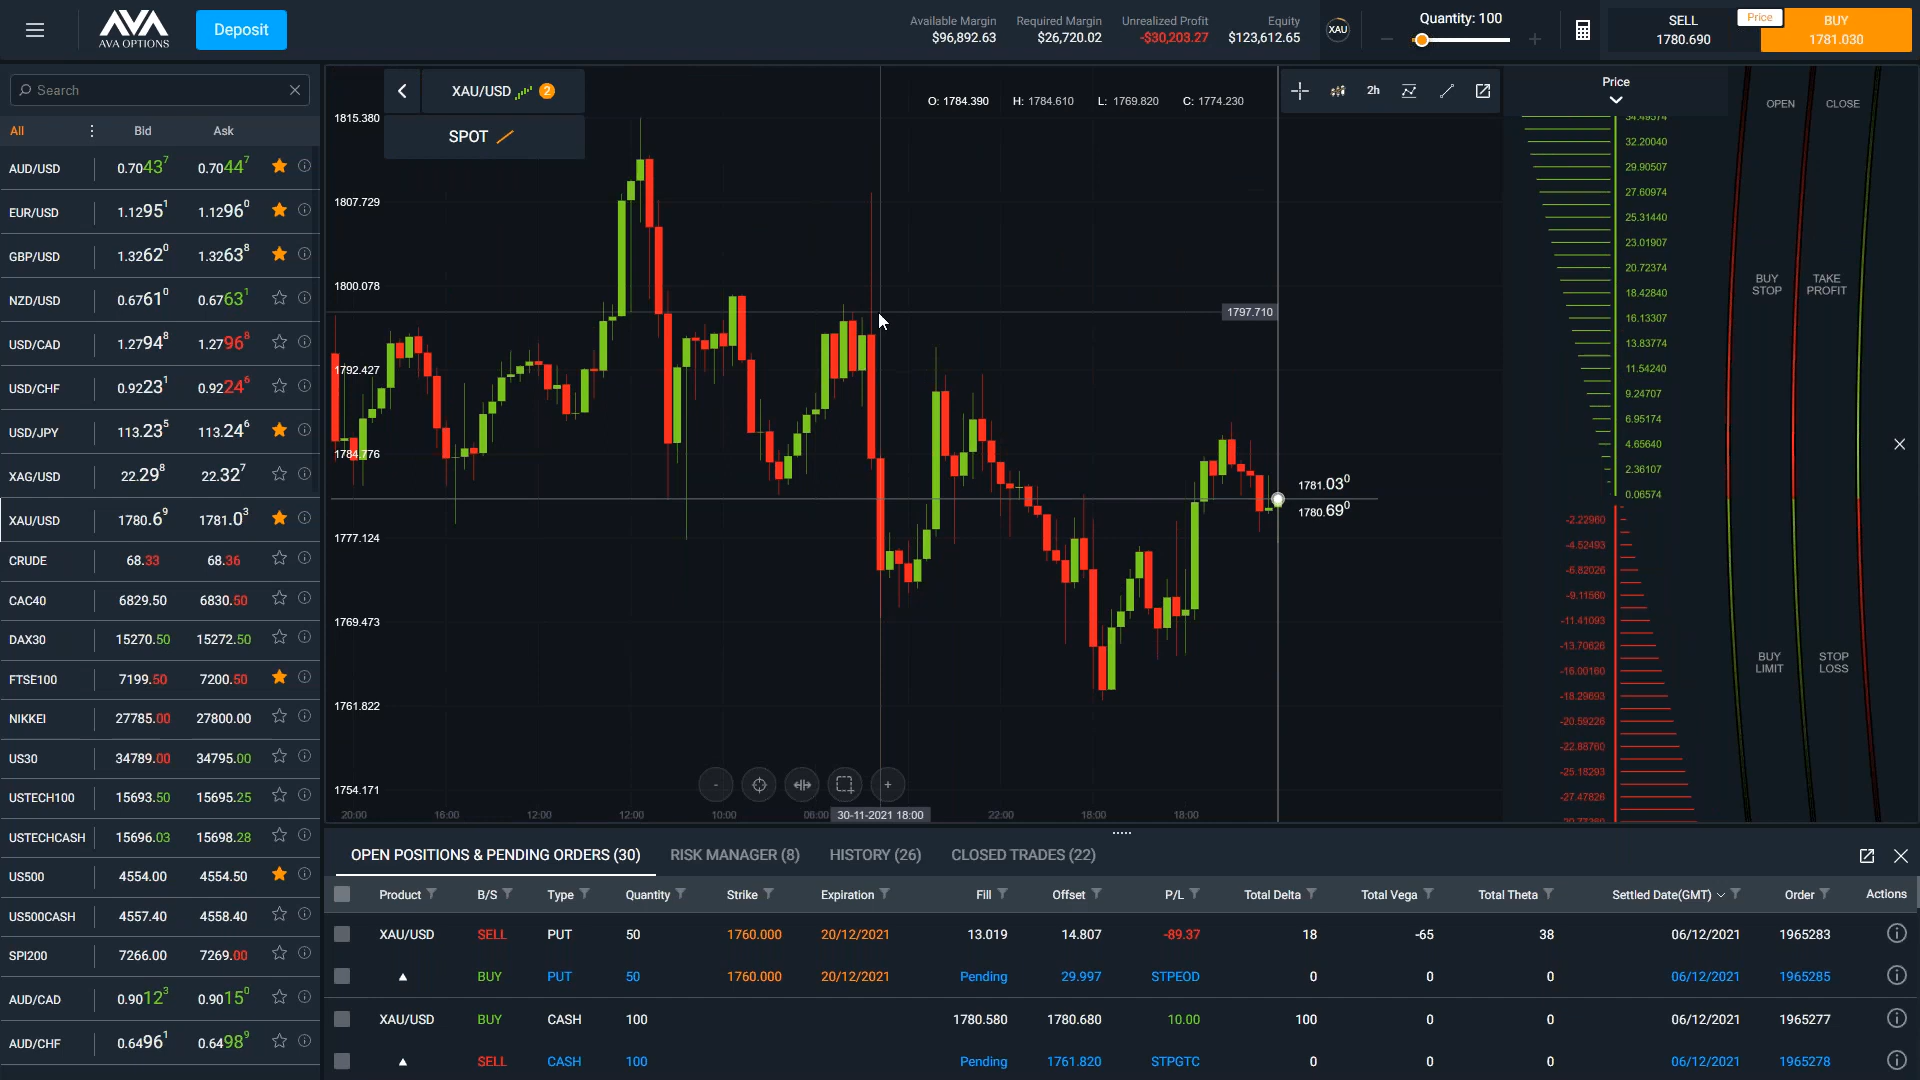 AVA OPTIONS
Deposit
Available Margin
$96,892.63
Required Margin
$26,720.02
Unrealized Profit
-$30,203.27
Equity
$123,612.65
XAU
Quantity: 100
SELL
1780.690
Price
BUY
1781.030
Search
All Bid Ask
AUD/USD 0.70437 0.70447
EUR/USD 1.12951 1.12960
GBP/USD 1.32620 1.32638
NZD/USD 0.67610 0.67631
USD/CAD 1.27948 1.27968
USD/CHF 0.92231 0.92246
USD/JPY 113.235 113.246
XAG/USD 22.298 22.327
XAU/USD 1780.69 1781.03
CRUDE 68.33 68.36
CAC40 6829.50 6830.50
DAX30 15270.50 15272.50
FTSE100 7199.50 7200.50
NIKKEI 27785.00 27800.00
US30 34789.00 34795.00
USTECH100 15693.50 15695.25
USTECHCASH 15696.03 15698.28
US500 4554.00 4554.50
US500CASH 4557.40 4558.40
SPI200 7266.00 7269.00
AUD/CAD 0.90123 0.90150
AUD/CHF 0.64961 0.64989
XAU/USD 2
SPOT
O: 1784.390 H: 1784.610 L: 1769.820 C: 1774.230
2h
1815.380
1807.729
1800.078
1792.427
1784.776
1777.124
1769.473
1761.822
1754.171
1797.710
1781.030
1780.690
20:00 16:00 12:00 12:00 10:00 06:00 30-11-2021 18:00 22:00 18:00 18:00
Price
34.49574
32.20040
29.90507
27.60974
25.31440
23.01907
20.72374
18.42840
16.13307
13.83774
11.54240
9.24707
6.95174
4.65640
2.36107
0.06574
-2.22960
-4.52493
-6.82026
-9.11560
-11.41093
-13.70626
-16.00160
-18.29693
-20.59226
-22.88760
-25.18293
-27.47826
OPEN CLOSE
BUY STOP
TAKE PROFIT
BUY LIMIT
STOP LOSS
OPEN POSITIONS & PENDING ORDERS (30) RISK MANAGER (8) HISTORY (26) CLOSED TRADES (22)
Product B/S Type Quantity Strike Expiration Fill Offset P/L Total Delta Total Vega Total Theta Settled Date(GMT) Order Actions
XAU/USD SELL PUT 50 1760.000 20/12/2021 13.019 14.807 -89.37 18 -65 38 06/12/2021 1965283
BUY PUT 50 1760.000 20/12/2021 Pending 29.997 STPEOD 0 0 0 06/12/2021 1965285
XAU/USD BUY CASH 100 1780.580 1780.680 10.00 100 0 0 06/12/2021 1965277
SELL CASH 100 Pending 1761.820 STPGTC 0 0 0 06/12/2021 1965278